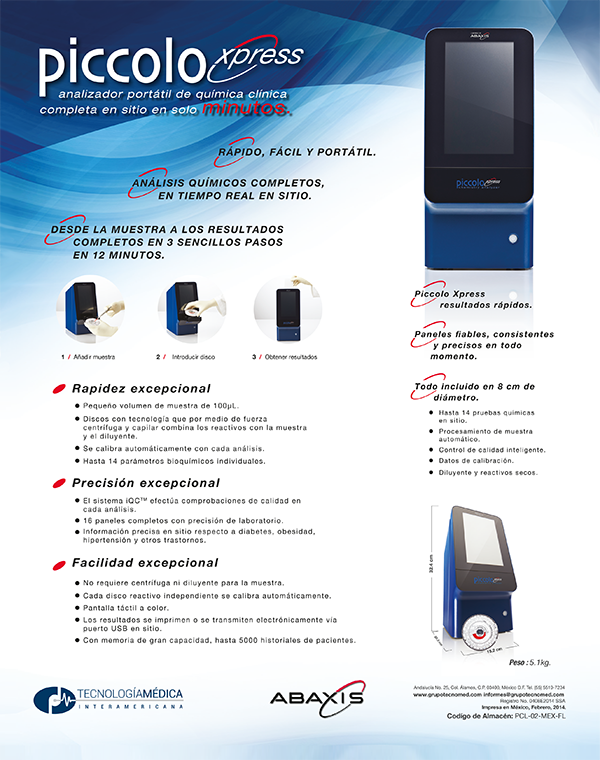 piccolo xpress
analizador portátil de química clínica
completa en sitio en solo minutos.
ABAXIS
piccolo xpress
RÁPIDO, FÁCIL Y PORTÁTIL.
ANÁLISIS QUÍMICOS COMPLETOS,
EN TIEMPO REAL EN SITIO.
DESDE LA MUESTRA A LOS RESULTADOS
COMPLETOS EN 3 SENCILLOS PASOS
EN 12 MINUTOS.
1 / Añadir muestra
2 / Introducir disco
3 / Obtener resultados
Piccolo Xpress
resultados rápidos.
Paneles fiables, consistentes
y precisos en todo
momento.
Todo incluido en 8 cm de
diámetro.
● Hasta 14 pruebas químicas
en sitio.
● Procesamiento de muestra
automático.
● Control de calidad inteligente.
● Datos de calibración.
● Diluyente y reactivos secos.
Rapidez excepcional
● Pequeño volumen de muestra de 100µL.
● Discos con tecnología que por medio de fuerza
centrífuga y capilar combina los reactivos con la muestra
y el diluyente.
● Se calibra automáticamente con cada análisis.
● Hasta 14 parámetros bioquímicos individuales.
Precisión excepcional
● El sistema iQC™ efectúa comprobaciones de calidad en
cada análisis.
● 16 paneles completos con precisión de laboratorio.
● Información precisa en sitio respecto a diabetes, obesidad,
hipertensión y otros trastornos.
Facilidad excepcional
● No requiere centrífuga ni diluyente para la muestra.
● Cada disco reactivo independiente se calibra automáticamente.
● Pantalla táctil a color.
● Los resultados se imprimen o se transmiten electrónicamente vía
puerto USB en sitio.
● Con memoria de gran capacidad, hasta 5000 historiales de pacientes.
32.4 cm
piccolo
15.2 cm
Peso : 5.1kg.
TECNOLOGÍAMÉDICA
INTERAMERICANA
ABAXIS
Andalucía No. 25, Col. Álamos, C.P. 03400, México D.F. Tel. (55) 5510-7234
www.grupotecnomed.com informes@grupotecnomed.com
Registro No. 0408E2014 SSA
Impresa en México, Febrero, 2014.
Codigo de Almacén: PCL-02-MEX-FL